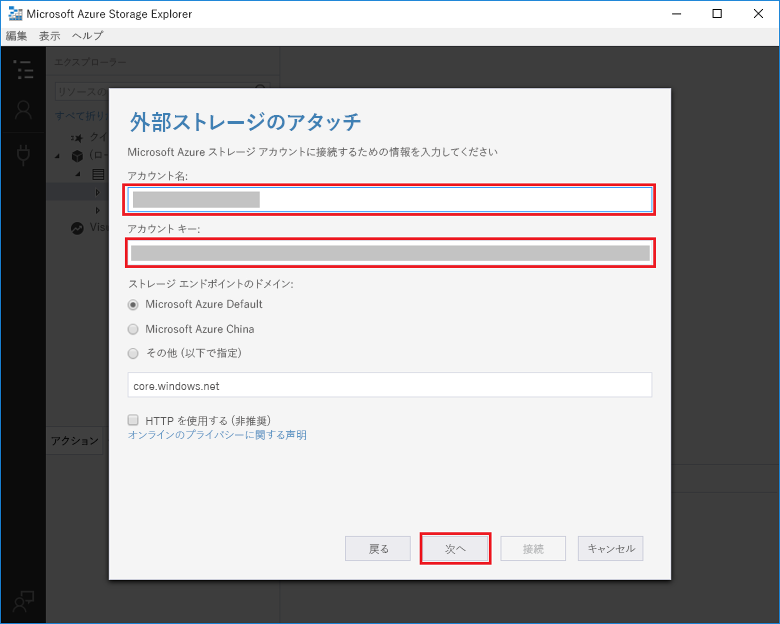 Microsoft Azure Storage Explorer
編集 表示 ヘルプ
エクスプローラー
リソースの
すべて折り
クイ
(ロー
Visu
アクション
外部ストレージのアタッチ
Microsoft Azure ストレージ アカウントに接続するための情報を入力してください
アカウント名:
アカウント キー:
ストレージ エンドポイントのドメイン:
Microsoft Azure Default
Microsoft Azure China
その他 (以下で指定)
core.windows.net
HTTP を使用する (非推奨)
オンラインのプライバシーに関する声明
戻る 次へ 接続 キャンセル